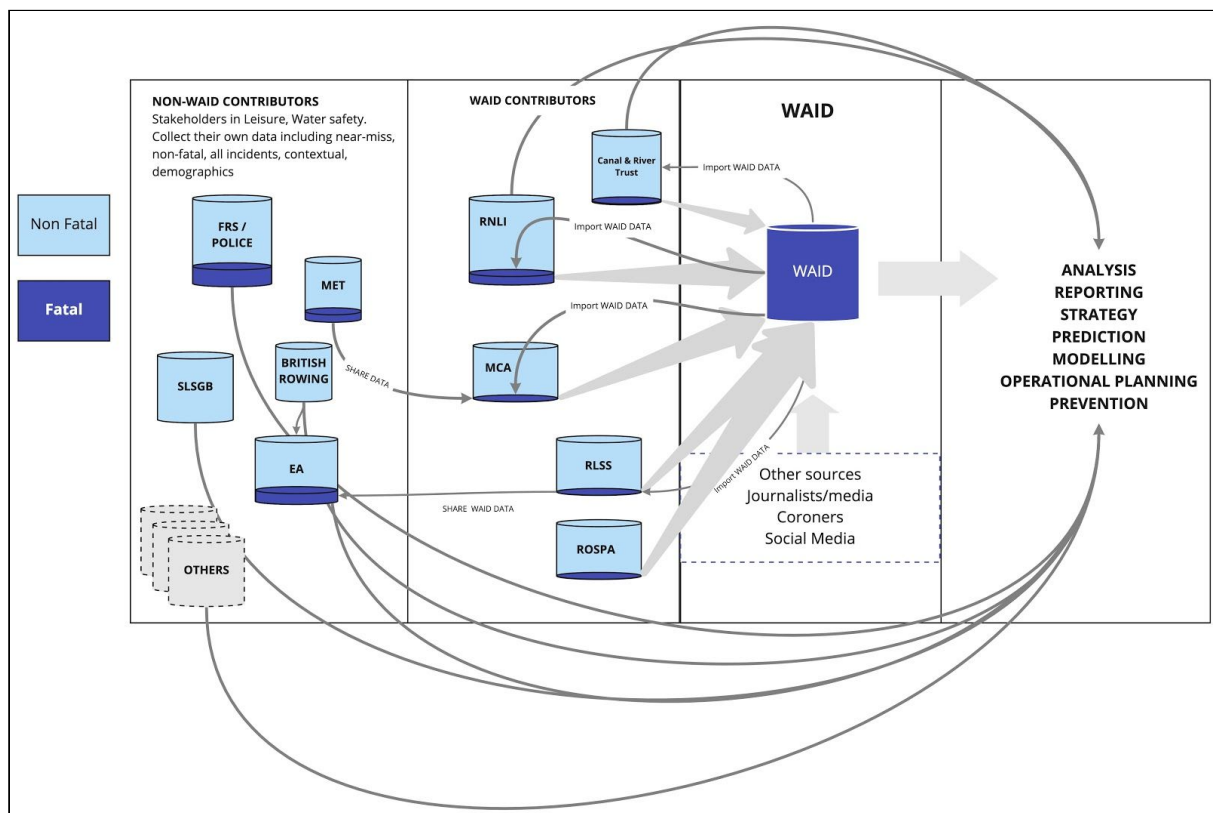 NON-WAID CONTRIBUTORS
Stakeholders in Leisure, Water safety.
Collect their own data including near-miss,
non-fatal, all incidents, contextual,
demographics
WAID CONTRIBUTORS
WAID
Non Fatal
Fatal
FRS /
POLICE
MET
SLSGB
BRITISH
ROWING
EA
OTHERS
SHARE DATA
Canal & River
Trust
RNLI
MCA
RLSS
ROSPA
Import WAID DATA
Import WAID DATA
Import WAID DATA
Import WAID DATA
SHARE WAID DATA
WAID
Other sources
Journalists/media
Coroners
Social Media
ANALYSIS
REPORTING
STRATEGY
PREDICTION
MODELLING
OPERATIONAL PLANNING
PREVENTION